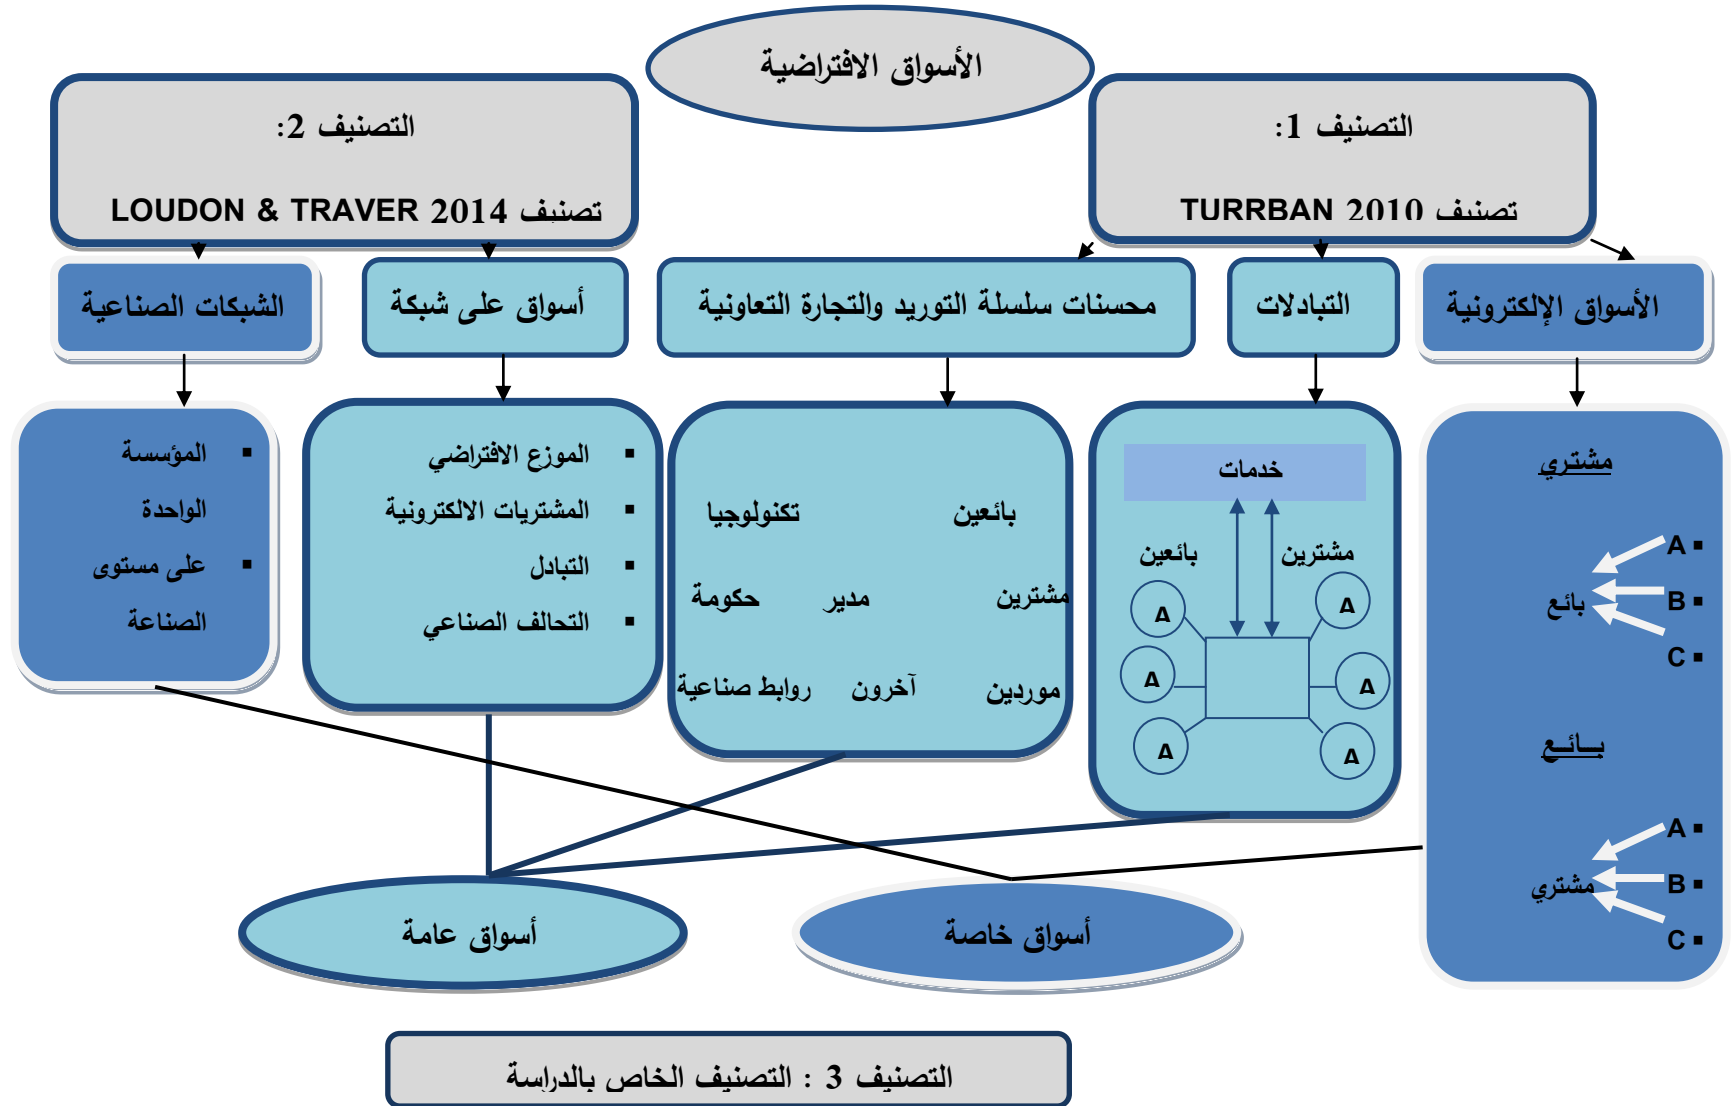 الأسواق الافتراضية
التصنيف 1:
تصنيف TURRBAN 2010
التصنيف 2:
تصنيف LOUDON & TRAVER 2014
الأسواق الإلكترونية
التبادلات
محسنات سلسلة التوريد والتجارة التعاونية
أسواق على شبكة
الشبكات الصناعية
مشتري
A ▪
B ▪
بائع
C ▪
بــائــع
A ▪
B ▪
مشتري
C ▪
خدمات
مشترين
بائعين
A
A
A
A
A
A
بائعين
تكنولوجيا
مشترين
مدير
حكومة
موردين
آخرون
روابط صناعية
▪ الموزع الافتراضي
▪ المشتريات الالكترونية
▪ التبادل
▪ التحالف الصناعي
▪ المؤسسة
الواحدة
▪ على مستوى
الصناعة
أسواق خاصة
أسواق عامة
التصنيف 3 : التصنيف الخاص بالدراسة